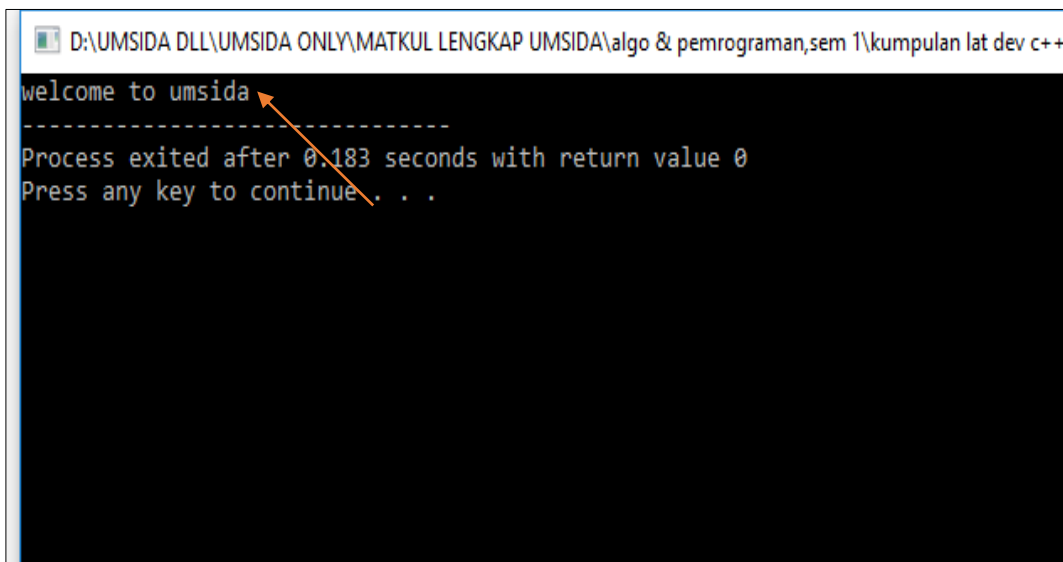 D:\UMSIDA DLL\UMSIDA ONLY\MATKUL LENGKAP UMSIDA\algo & pemrograman,sem 1\kumpulan lat dev c++
welcome to umsida
--------------------------------
Process exited after 0.183 seconds with return value 0
Press any key to continue . . .